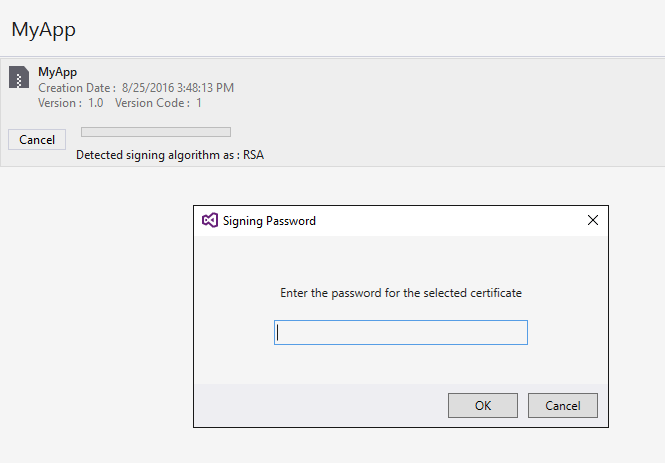 MyApp
MyApp
Creation Date : 8/25/2016 3:48:13 PM
Version : 1.0 Version Code : 1
Cancel
Detected signing algorithm as : RSA
Signing Password
Enter the password for the selected certificate
OK Cancel